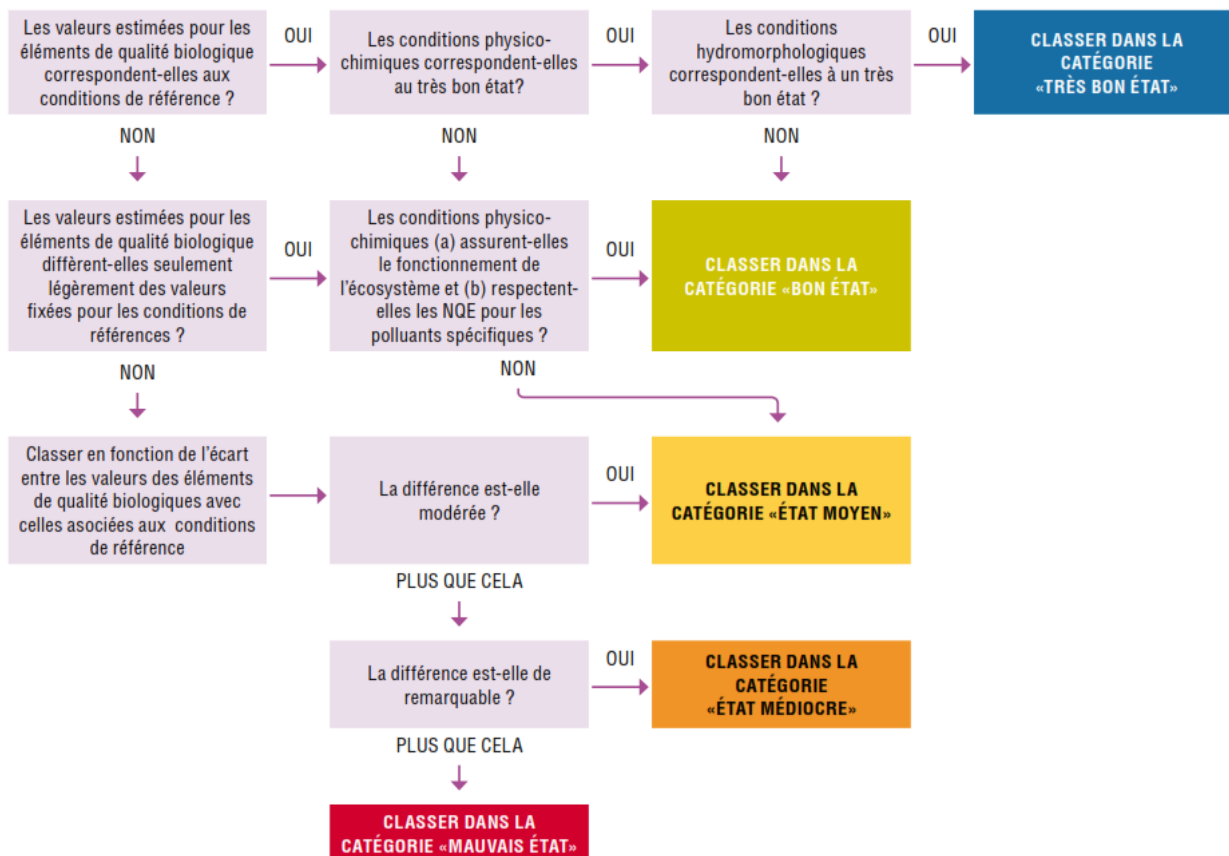 Les valeurs estimées pour les
éléments de qualité biologique
correspondent-elles aux
conditions de référence ?
OUI
Les conditions physico-
chimiques correspondent-elles
au très bon état?
OUI
Les conditions
hydromorphologiques
correspondent-elles à un très
bon état ?
OUI
CLASSER DANS LA
CATÉGORIE
«TRÈS BON ÉTAT»
NON
NON
NON
Les valeurs estimées pour les
éléments de qualité biologique
diffèrent-elles seulement
légèrement des valeurs
fixées pour les conditions de
références ?
OUI
Les conditions physico-
chimiques (a) assurent-elles
le fonctionnement de
l'écosystème et (b) respectent-
elles les NQE pour les
polluants spécifiques ?
OUI
CLASSER DANS LA
CATÉGORIE «BON ÉTAT»
NON
NON
Classer en fonction de l'écart
entre les valeurs des éléments
de qualité biologiques avec
celles asociées aux conditions
de référence
La différence est-elle
modérée ?
OUI
CLASSER DANS LA
CATÉGORIE «ÉTAT MOYEN»
PLUS QUE CELA
La différence est-elle de
remarquable ?
OUI
CLASSER DANS LA
CATÉGORIE
«ÉTAT MÉDIOCRE»
PLUS QUE CELA
CLASSER DANS LA
CATÉGORIE «MAUVAIS ÉTAT»